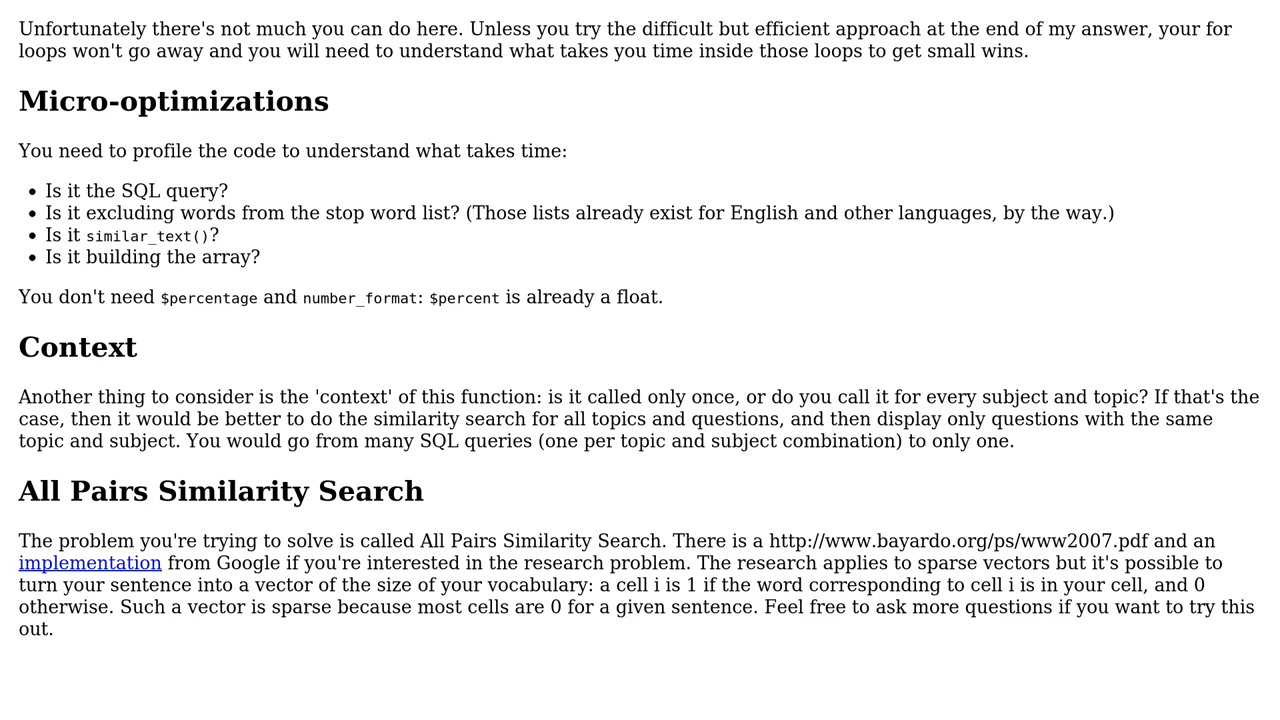 Unfortunately there's not much you can do here. Unless you try the difficult but efficient approach at the end of my answer, your for
loops won't go away and you will need to understand what takes you time inside those loops to get small wins.
Micro-optimizations
You need to profile the code to understand what takes time:
• Is it the SQL query?
• Is it excluding words from the stop word list? (Those lists already exist for English and other languages, by the way.)
• Is it similar_text()?
• Is it building the array?
You don't need $percentage and number_format: $percent is already a float.
Context
Another thing to consider is the 'context' of this function: is it called only once, or do you call it for every subject and topic? If that's the
case, then it would be better to do the similarity search for all topics and questions, and then display only questions with the same
topic and subject. You would go from many SQL queries (one per topic and subject combination) to only one.
All Pairs Similarity Search
The problem you're trying to solve is called All Pairs Similarity Search. There is a http://www.bayardo.org/ps/www2007.pdf and an
implementation from Google if you're interested in the research problem. The research applies to sparse vectors but it's possible to
turn your sentence into a vector of the size of your vocabulary: a cell i is 1 if the word corresponding to cell i is in your cell, and 0
otherwise. Such a vector is sparse because most cells are 0 for a given sentence. Feel free to ask more questions if you want to try this
out.